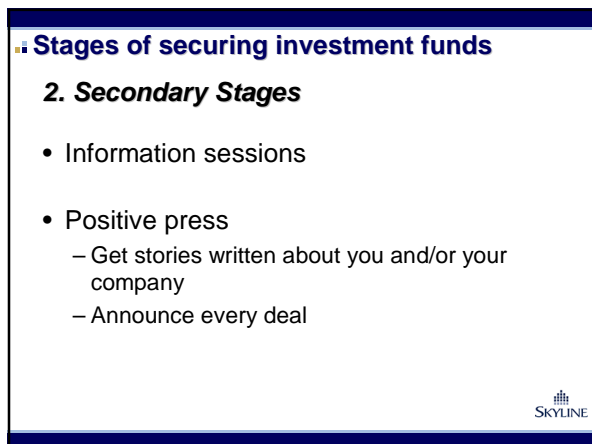 Stages of securing investment funds
2. Secondary Stages
• Information sessions
• Positive press
– Get stories written about you and/or your
company
– Announce every deal
SKYLINE